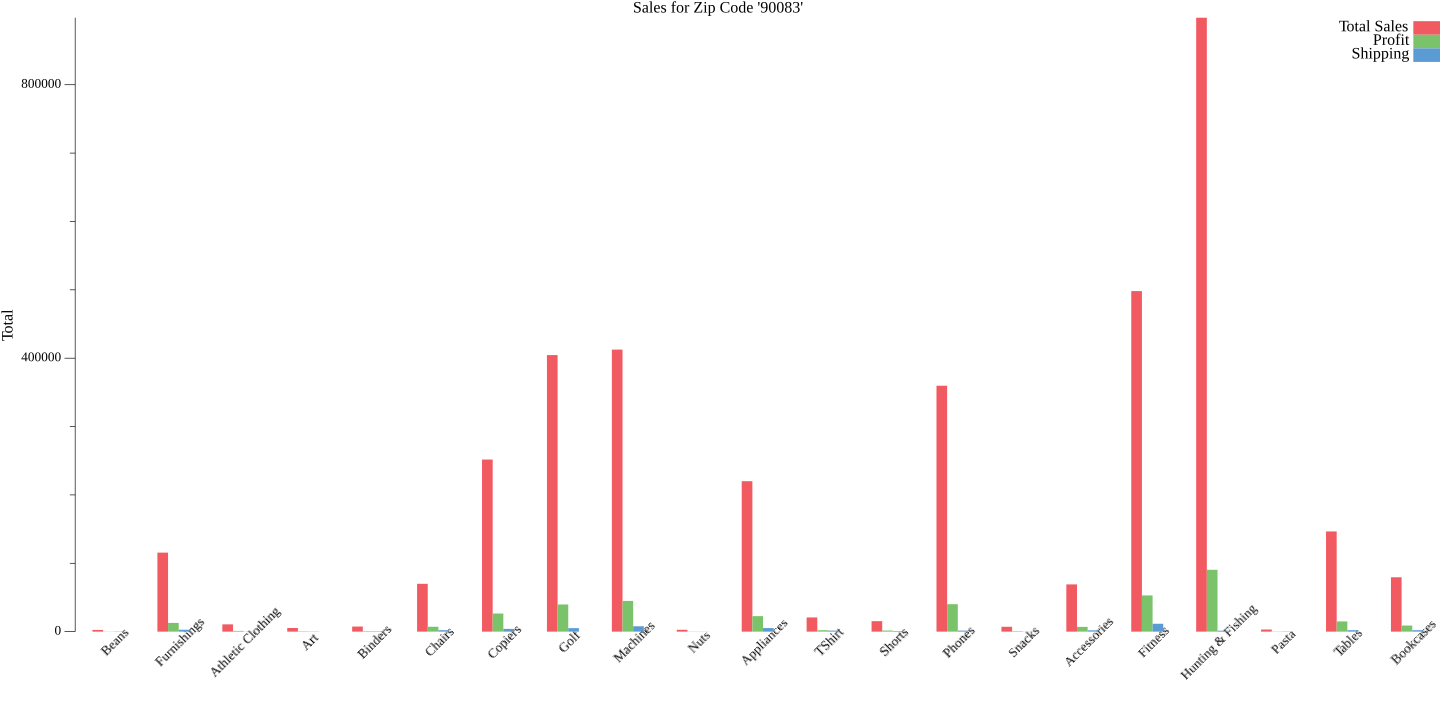 Sales for Zip Code '90083'
Total Sales
Profit
Shipping
800000
400000
0
Total
Beans
Furnishings
Athletic Clothing
Art
Binders
Chairs
Copiers
Golf
Machines
Nuts
Appliances
TShirt
Shorts
Phones
Snacks
Accessories
Fitness
Hunting & Fishing
Pasta
Tables
Bookcases